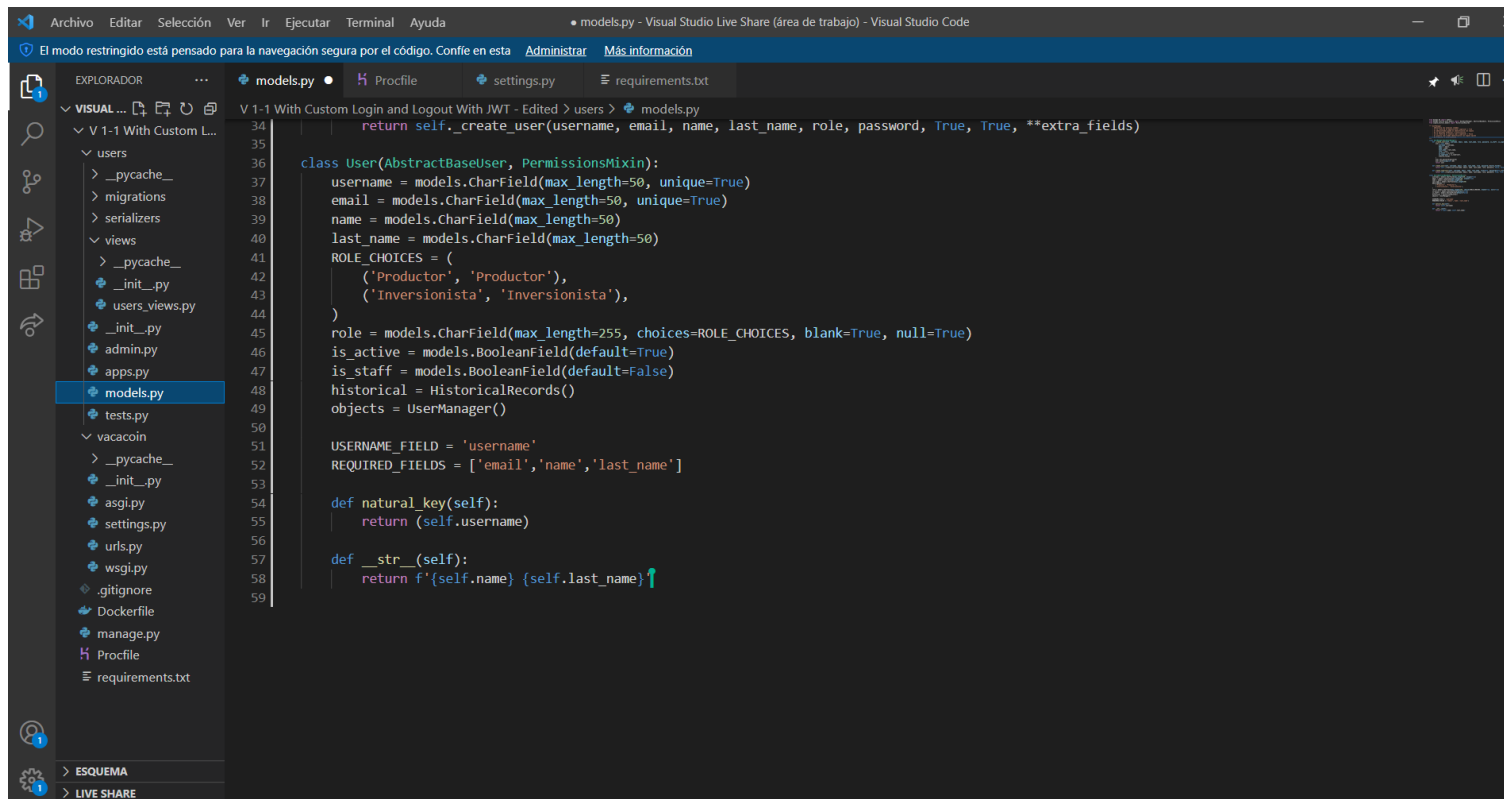 Archivo Editar Selección Ver Ir Ejecutar Terminal Ayuda ● models.py - Visual Studio Live Share (área de trabajo) - Visual Studio Code
El modo restringido está pensado para la navegación segura por el código. Confíe en esta Administrar Más información
EXPLORADOR ···
models.py ● Procfile settings.py requirements.txt
VISUAL ...
V 1-1 With Custom L...
users
__pycache__
migrations
serializers
views
__pycache__
__init__.py
users_views.py
__init__.py
admin.py
apps.py
models.py
tests.py
vacacoin
__pycache__
__init__.py
asgi.py
settings.py
urls.py
wsgi.py
.gitignore
Dockerfile
manage.py
Procfile
requirements.txt
ESQUEMA
LIVE SHARE
1
1
1
V 1-1 With Custom Login and Logout With JWT - Edited > users > models.py
34 return self._create_user(username, email, name, last_name, role, password, True, True, **extra_fields)
35
36 class User(AbstractBaseUser, PermissionsMixin):
37 username = models.CharField(max_length=50, unique=True)
38 email = models.CharField(max_length=50, unique=True)
39 name = models.CharField(max_length=50)
40 last_name = models.CharField(max_length=50)
41 ROLE_CHOICES = (
42 ('Productor', 'Productor'),
43 ('Inversionista', 'Inversionista'),
44 )
45 role = models.CharField(max_length=255, choices=ROLE_CHOICES, blank=True, null=True)
46 is_active = models.BooleanField(default=True)
47 is_staff = models.BooleanField(default=False)
48 historical = HistoricalRecords()
49 objects = UserManager()
50
51 USERNAME_FIELD = 'username'
52 REQUIRED_FIELDS = ['email','name','last_name']
53
54 def natural_key(self):
55 return (self.username)
56
57 def __str__(self):
58 return f'{self.name} {self.last_name}'
59